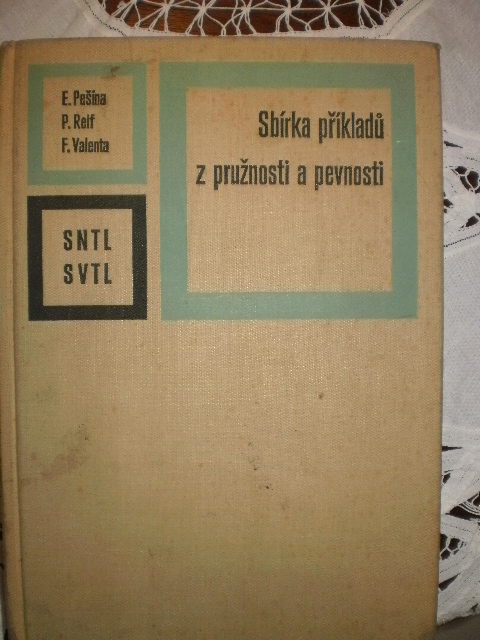 E. Pešina
P. Reif
F. Valenta
Sbírka příkladů
z pružnosti a pevnosti
SNTL
SVTL